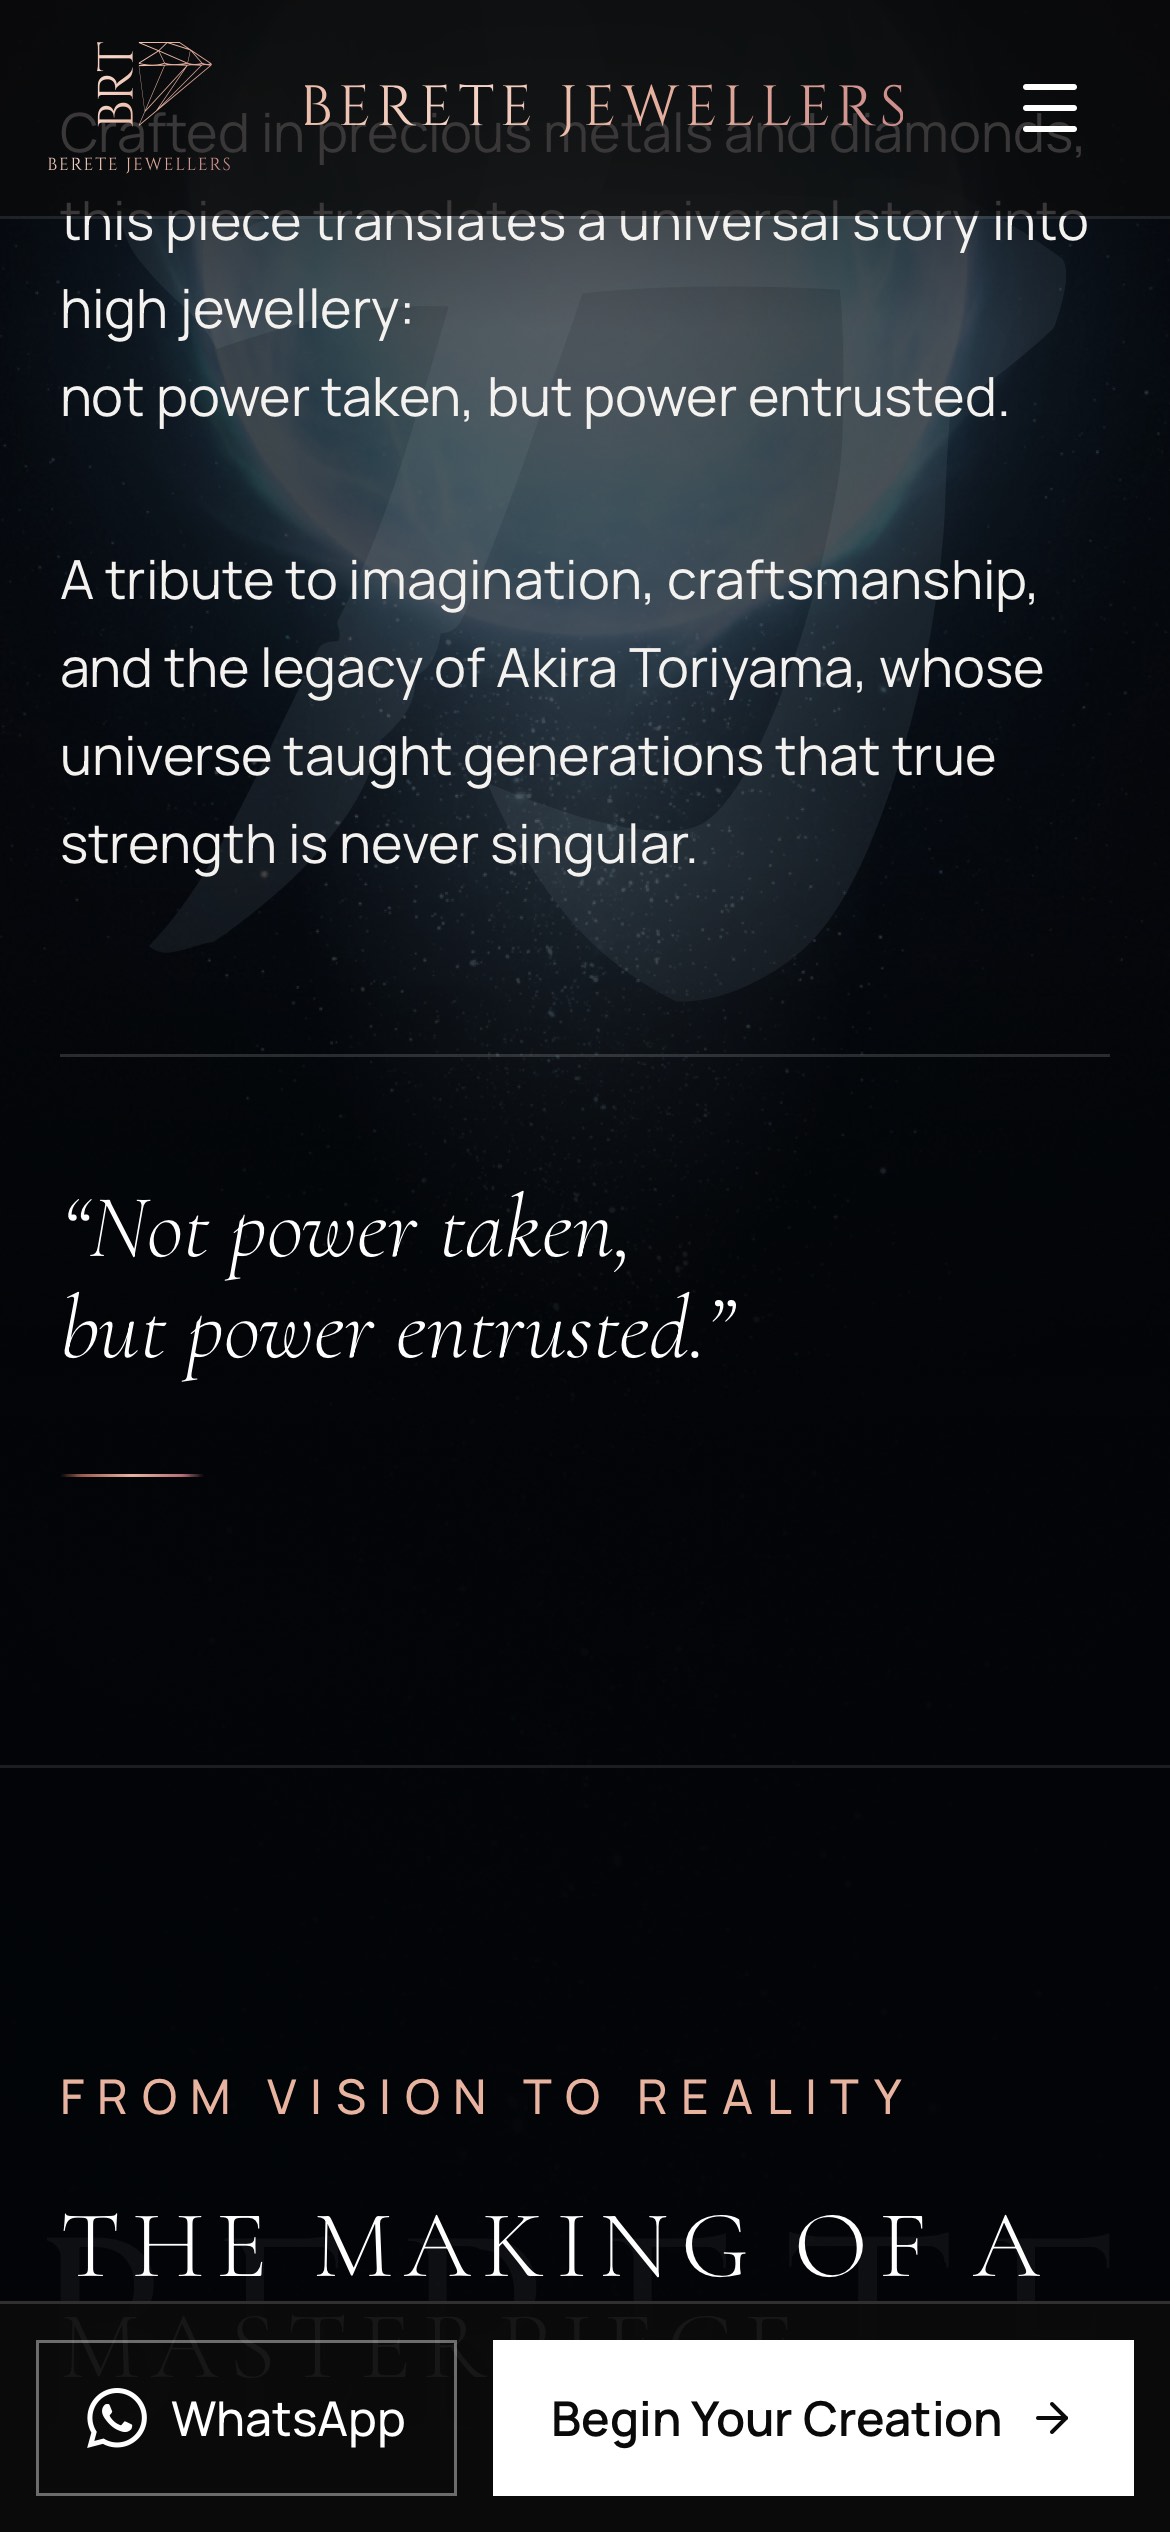 BRT
BERETE JEWELLERS
BERETE JEWELLERS
Crafted in precious metals and diamonds,
this piece translates a universal story into
high jewellery:
not power taken, but power entrusted.
A tribute to imagination, craftsmanship,
and the legacy of Akira Toriyama, whose
universe taught generations that true
strength is never singular.
“Not power taken,
but power entrusted.”
FROM VISION TO REALITY
THE MAKING OF A
MASTERPIECE
BERETE
WhatsApp
Begin Your Creation →